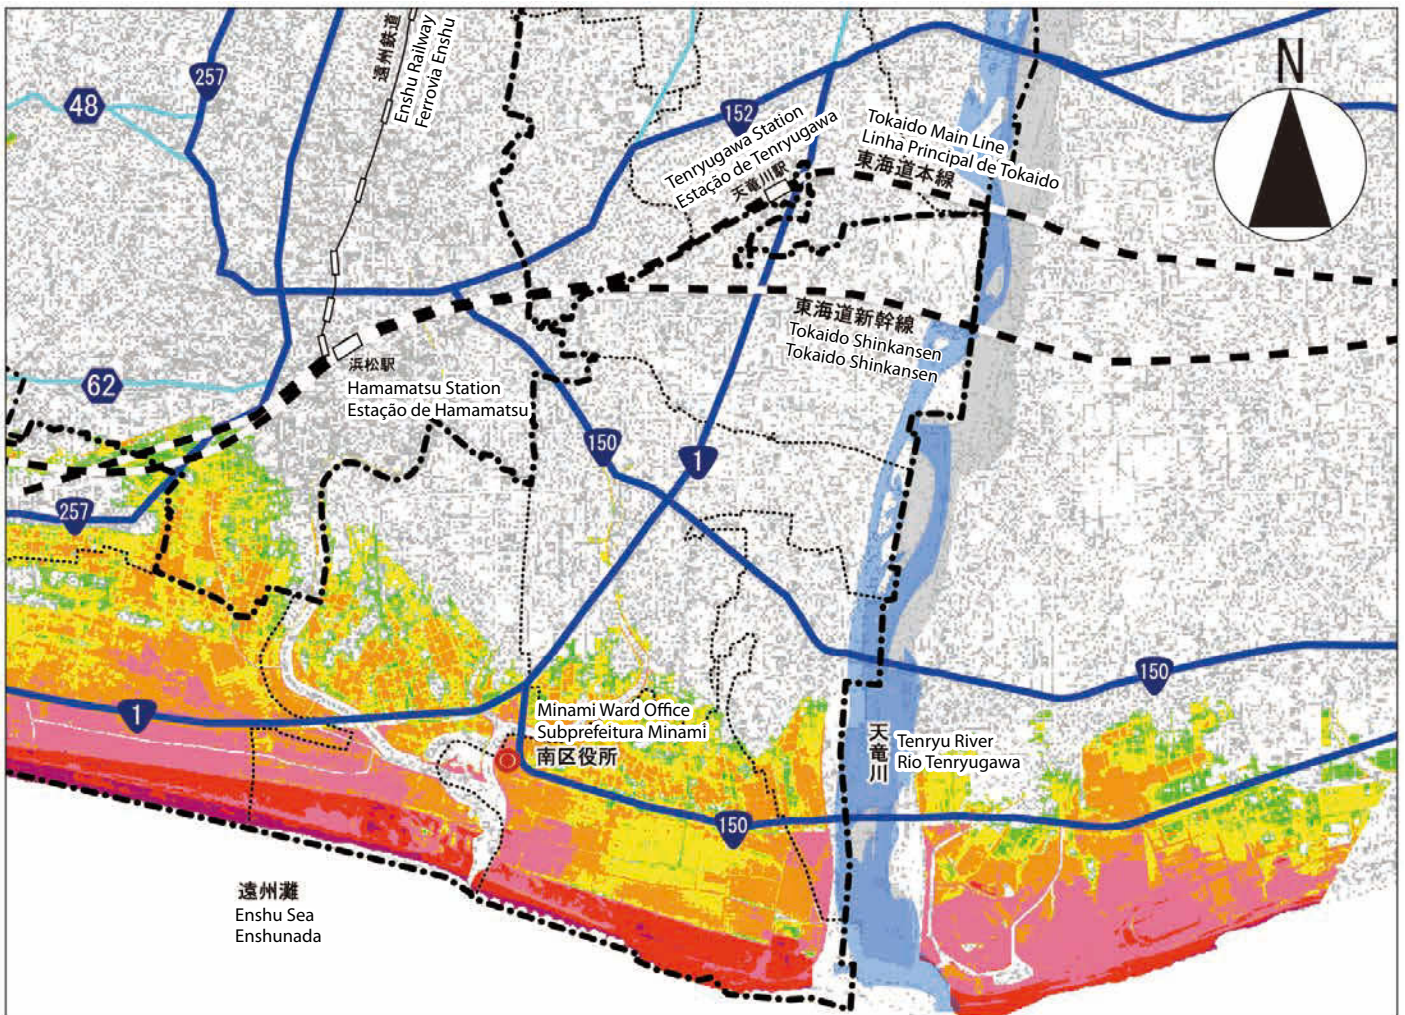 遠州鉄道
Enshu Railway
Ferrovia Enshu
257
48
152
N
Tenryugawa Station
Estação de Tenryugawa
天竜川駅
Tokaido Main Line
Linha Principal de Tokaido
東海道本線
東海道新幹線
Tokaido Shinkansen
Tokaido Shinkansen
浜松駅
Hamamatsu Station
Estação de Hamamatsu
62
150
1
257
150
1
Minami Ward Office
Subprefeitura Minami
南区役所
天竜川
Tenryu River
Rio Tenryugawa
150
遠州灘
Enshu Sea
Enshunada